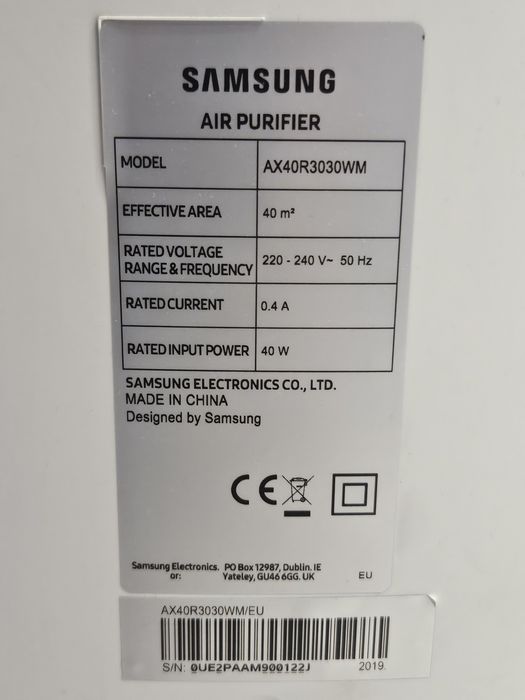 SAMSUNG
AIR PURIFIER
MODEL AX40R3030WM
EFFECTIVE AREA 40 m²
RATED VOLTAGE
RANGE & FREQUENCY 220 - 240 V~ 50 Hz
RATED CURRENT 0.4 A
RATED INPUT POWER 40 W
SAMSUNG ELECTRONICS CO., LTD.
MADE IN CHINA
Designed by Samsung
CE
Samsung Electronics. PO Box 12987, Dublin. IE
or: Yateley, GU46 6GG. UK EU
AX40R3030WM/EU
S/N: 0UE2PAAM900122J 2019.